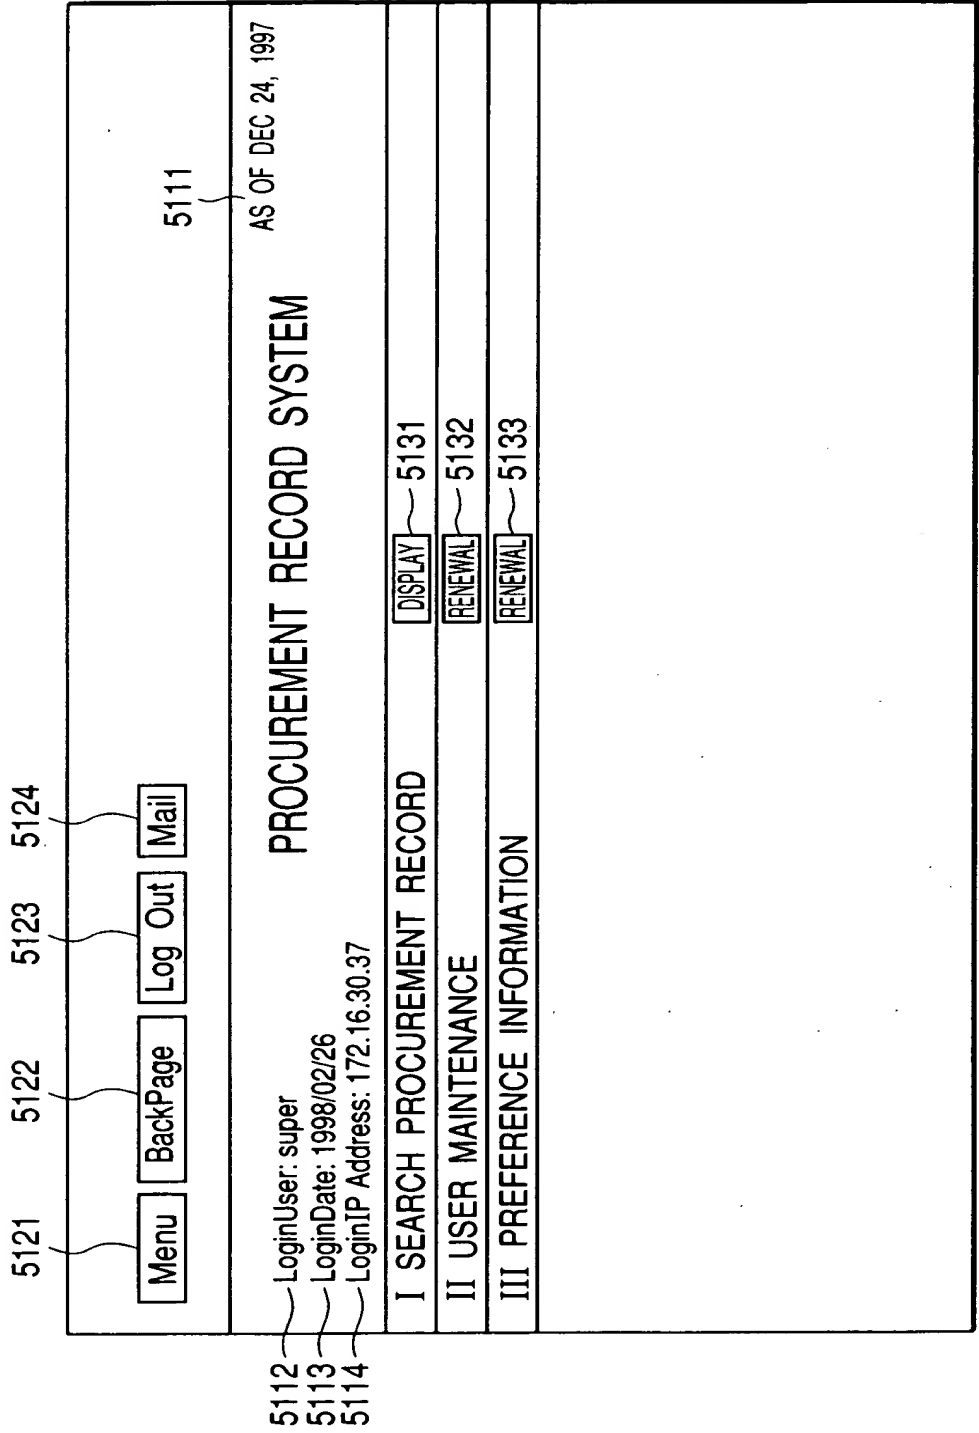 5121 5122 5123 5124
Menu BackPage Log Out Mail
5111
AS OF DEC 24, 1997
PROCUREMENT RECORD SYSTEM
5112 LoginUser: super
5113 LoginDate: 1998/02/26
5114 LoginIP Address: 172.16.30.37
I SEARCH PROCUREMENT RECORD DISPLAY 5131
II USER MAINTENANCE RENEWAL 5132
III PREFERENCE INFORMATION RENEWAL 5133